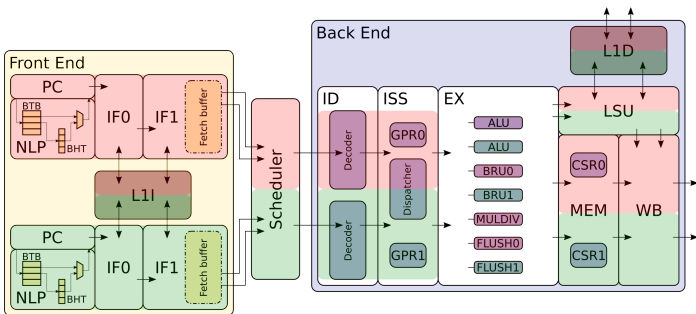 Front End
PC
BTB
NLP
BHT
IF0
IF1
Fetch buffer
L1I
PC
BTB
NLP
BHT
IF0
IF1
Fetch buffer
Scheduler
Back End
L1D
ID
Decoder
Decoder
ISS
GPR0
Dispatcher
GPR1
EX
ALU
ALU
BRU0
BRU1
MULDIV
FLUSH0
FLUSH1
LSU
CSR0
MEM
CSR1
WB